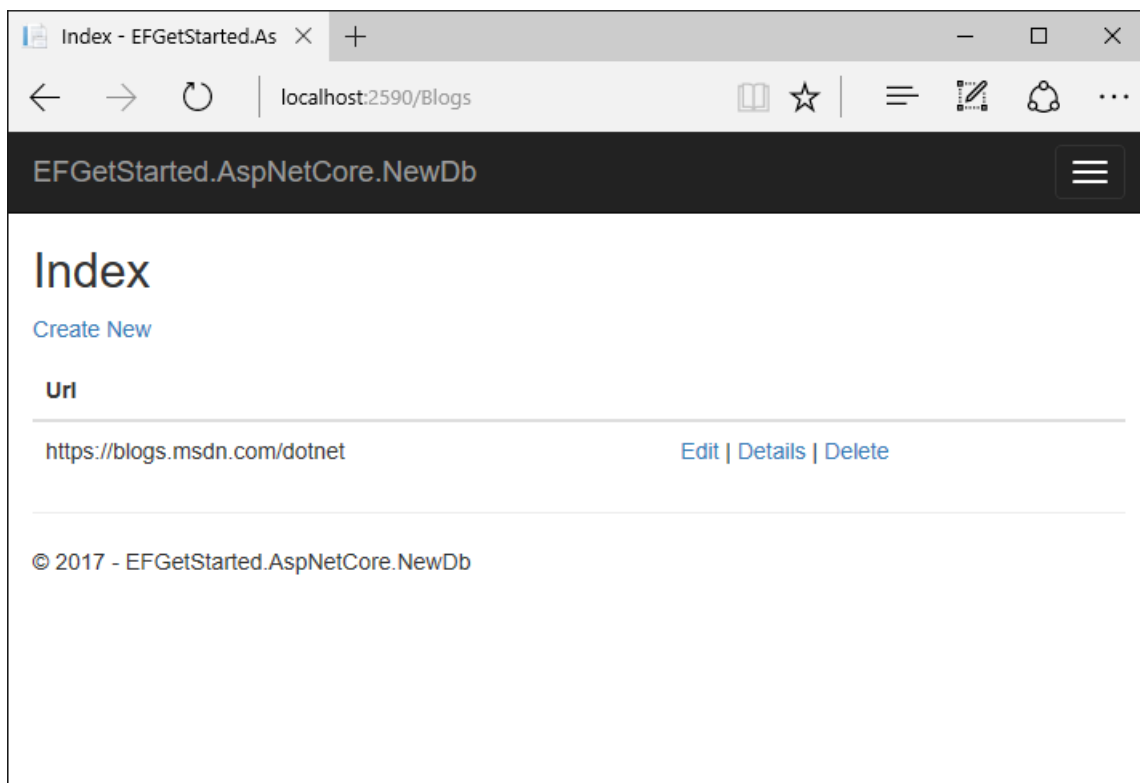 Index - EFGetStarted.As
localhost:2590/Blogs
EFGetStarted.AspNetCore.NewDb
Index
Create New
Url
https://blogs.msdn.com/dotnet Edit | Details | Delete
© 2017 - EFGetStarted.AspNetCore.NewDb